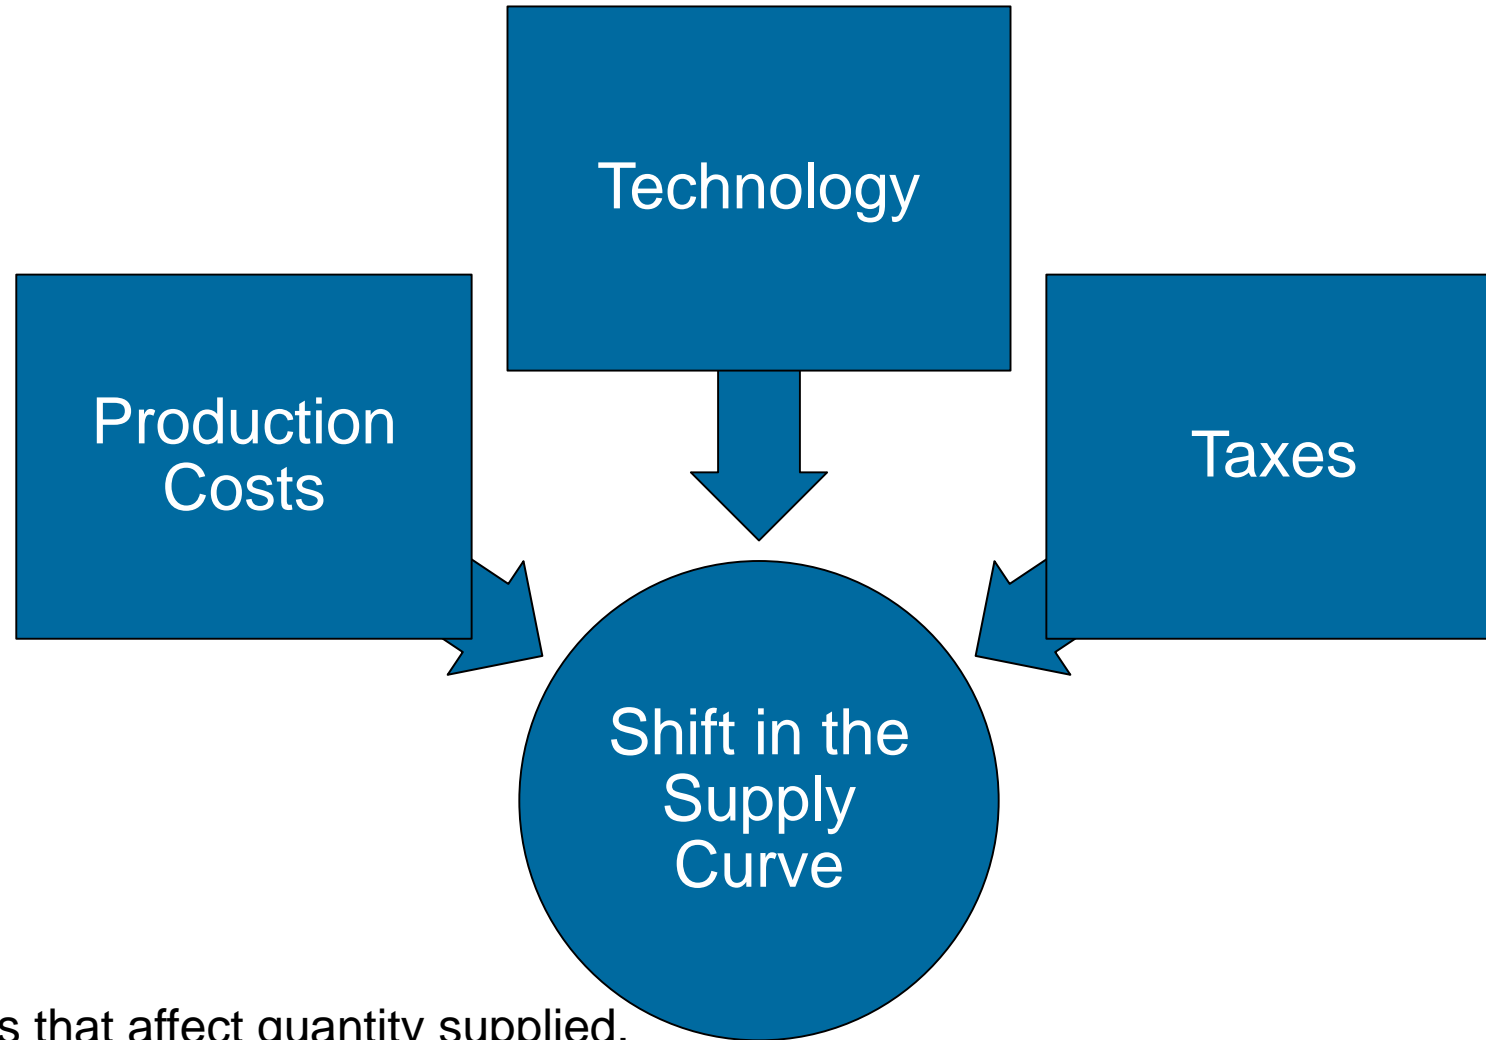 Technology
Production
Costs
Taxes
Shift in the
Supply
Curve
that affect quantity supplied.